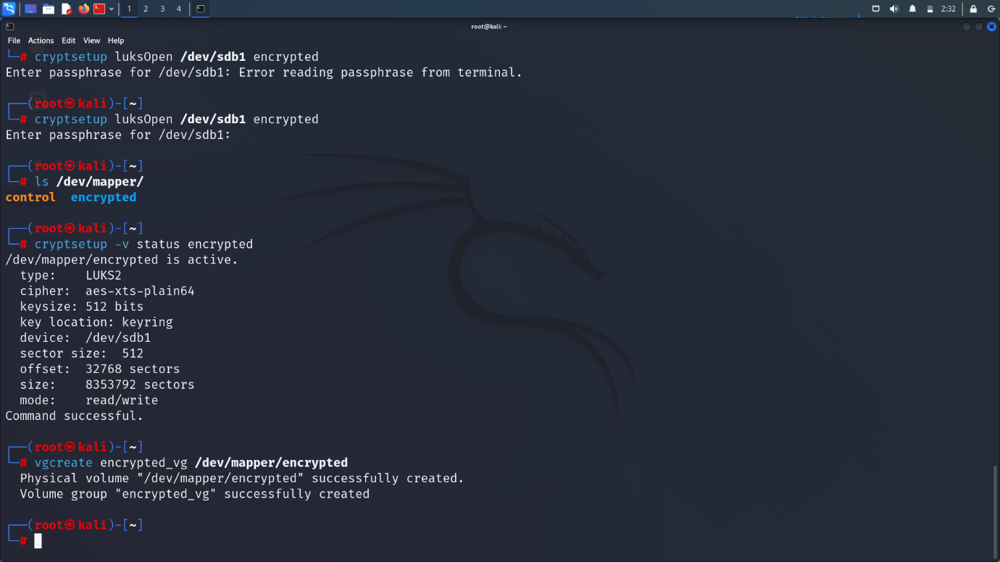 1 2 3 4 2:32
root@kali: ~
File Actions Edit View Help
└─# cryptsetup luksOpen /dev/sdb1 encrypted
Enter passphrase for /dev/sdb1: Error reading passphrase from terminal.
┌──(root㉿kali)-[~]
└─# cryptsetup luksOpen /dev/sdb1 encrypted
Enter passphrase for /dev/sdb1:
┌──(root㉿kali)-[~]
└─# ls /dev/mapper/
control encrypted
┌──(root㉿kali)-[~]
└─# cryptsetup -v status encrypted
/dev/mapper/encrypted is active.
type: LUKS2
cipher: aes-xts-plain64
keysize: 512 bits
key location: keyring
device: /dev/sdb1
sector size: 512
offset: 32768 sectors
size: 8353792 sectors
mode: read/write
Command successful.
┌──(root㉿kali)-[~]
└─# vgcreate encrypted_vg /dev/mapper/encrypted
Physical volume "/dev/mapper/encrypted" successfully created.
Volume group "encrypted_vg" successfully created
┌──(root㉿kali)-[~]
└─#